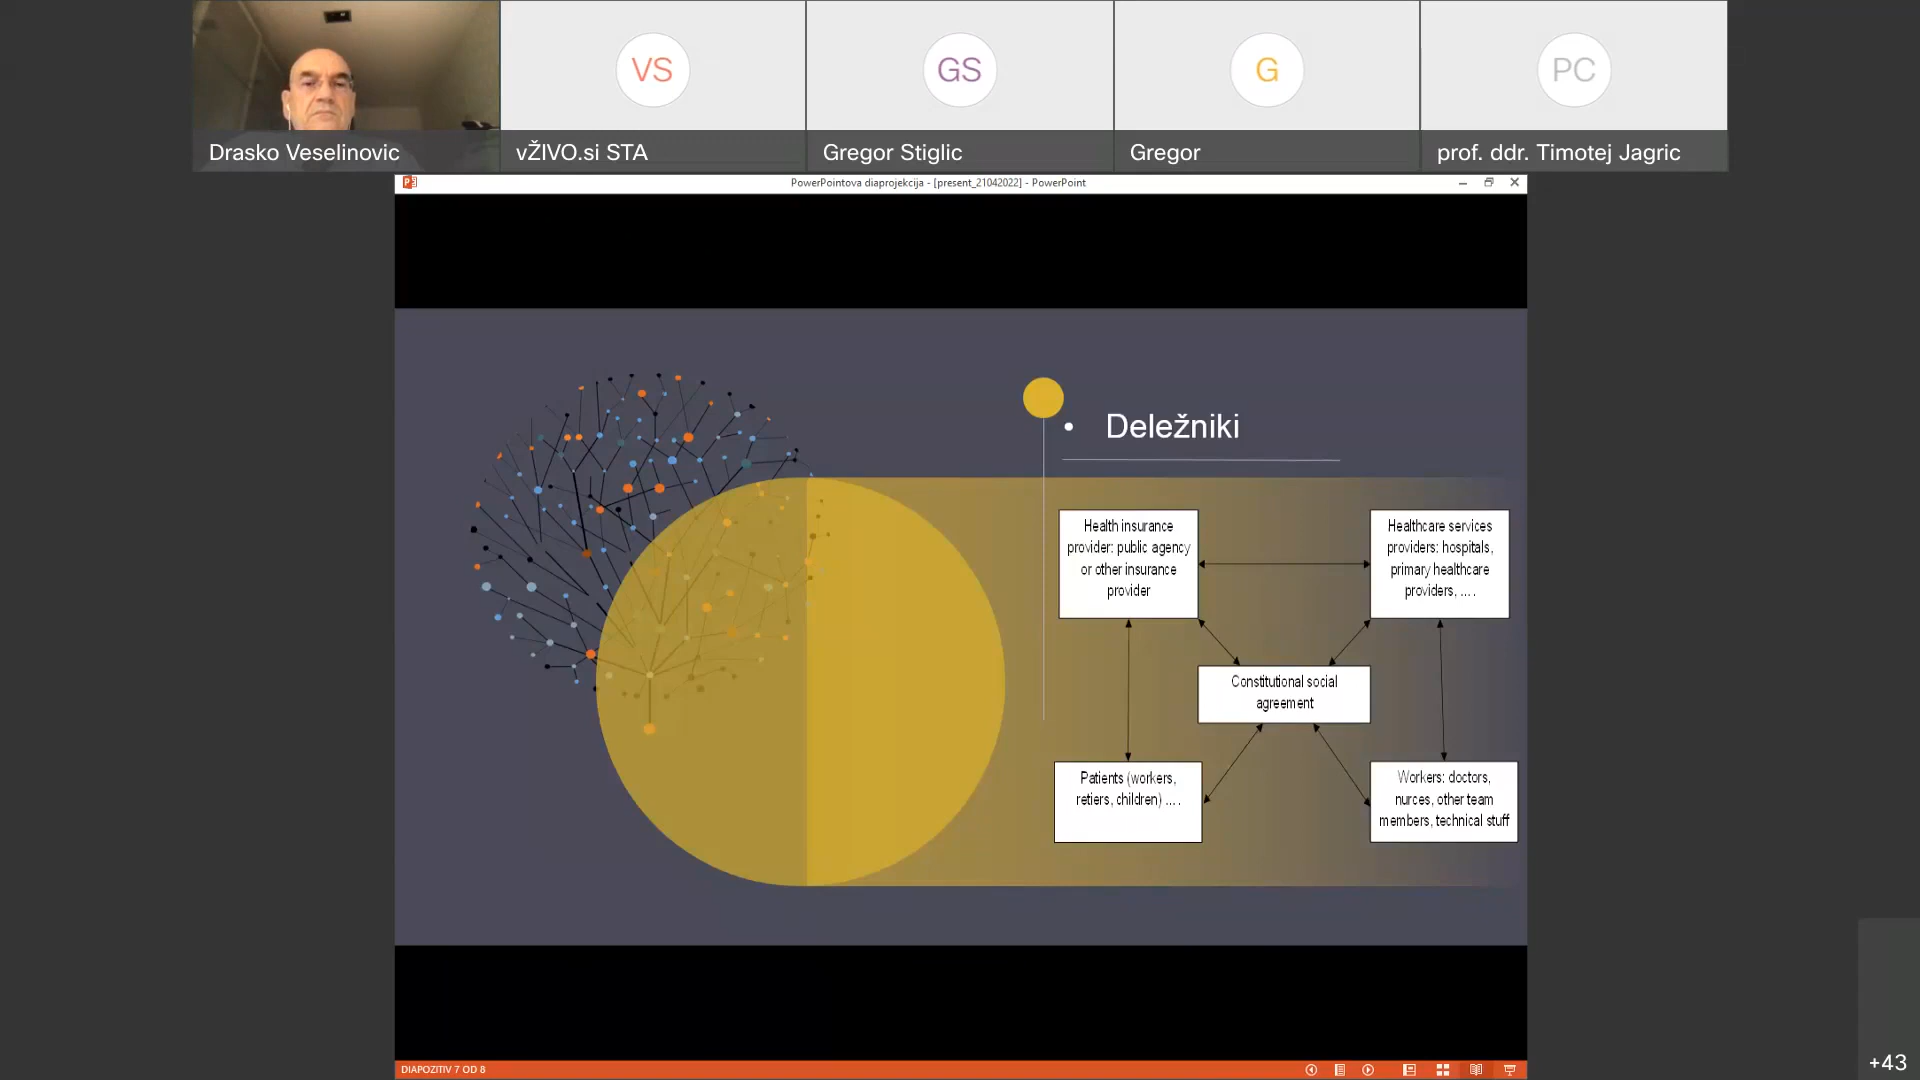 VS
GS
G
PC
Drasko Veselinovic
vŽIVO.si STA
Gregor Stiglic
Gregor
prof. ddr. Timotej Jagric
PowerPointova diaprojekcija - [present_21042022] - PowerPoint
• Deležniki
Health insurance
provider: public agency
or other insurance
provider
Healthcare services
providers: hospitals,
primary healthcare
providers, ....
Constitutional social
agreement
Patients (workers,
retiers, children) ....
Workers: doctors,
nurces, other team
members, technical stuff
DIAPOZITIV 7 OD 8
+43